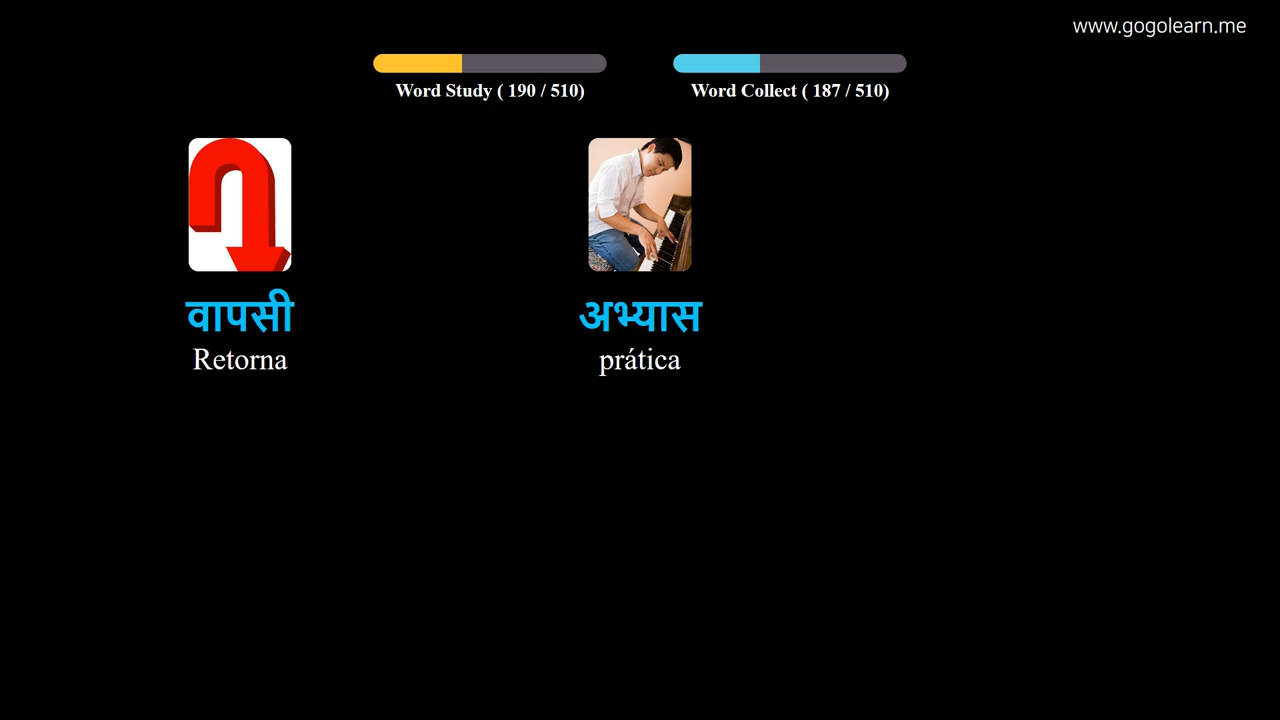 www.gogolearn.me
Word Study ( 190 / 510)
Word Collect ( 187 / 510)
वापसी
Retorna
अभ्यास
prática